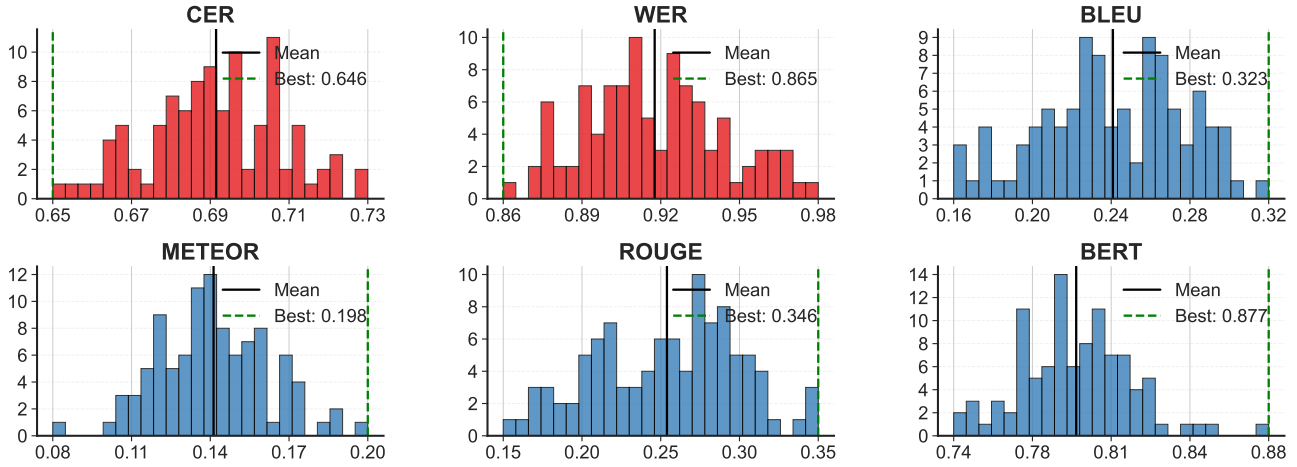 CER
10
8
6
4
2
0
Mean
Best: 0.646
0.65 0.67 0.69 0.71 0.73
WER
10
8
6
4
2
0
Mean
Best: 0.865
0.86 0.89 0.92 0.95 0.98
BLEU
9
8
7
6
5
4
3
2
1
0
Mean
Best: 0.323
0.16 0.20 0.24 0.28 0.32
METEOR
12
10
8
6
4
2
0
Mean
Best: 0.198
0.08 0.11 0.14 0.17 0.20
ROUGE
10
8
6
4
2
0
Mean
Best: 0.346
0.15 0.20 0.25 0.30 0.35
BERT
14
12
10
8
6
4
2
0
Mean
Best: 0.877
0.74 0.78 0.81 0.84 0.88